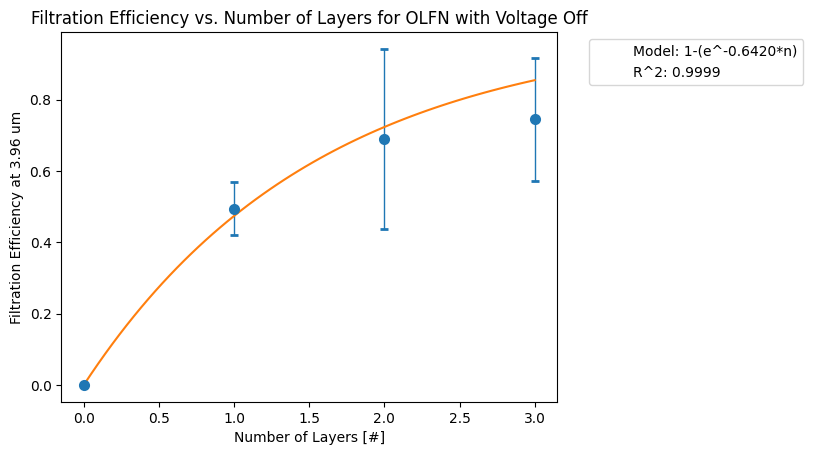 Filtration Efficiency vs. Number of Layers for OLFN with Voltage Off
Model: 1-(e^-0.6420*n)
R^2: 0.9999
Filtration Efficiency at 3.96 um
0.8
0.6
0.4
0.2
0.0
0.0 0.5 1.0 1.5 2.0 2.5 3.0
Number of Layers [#]